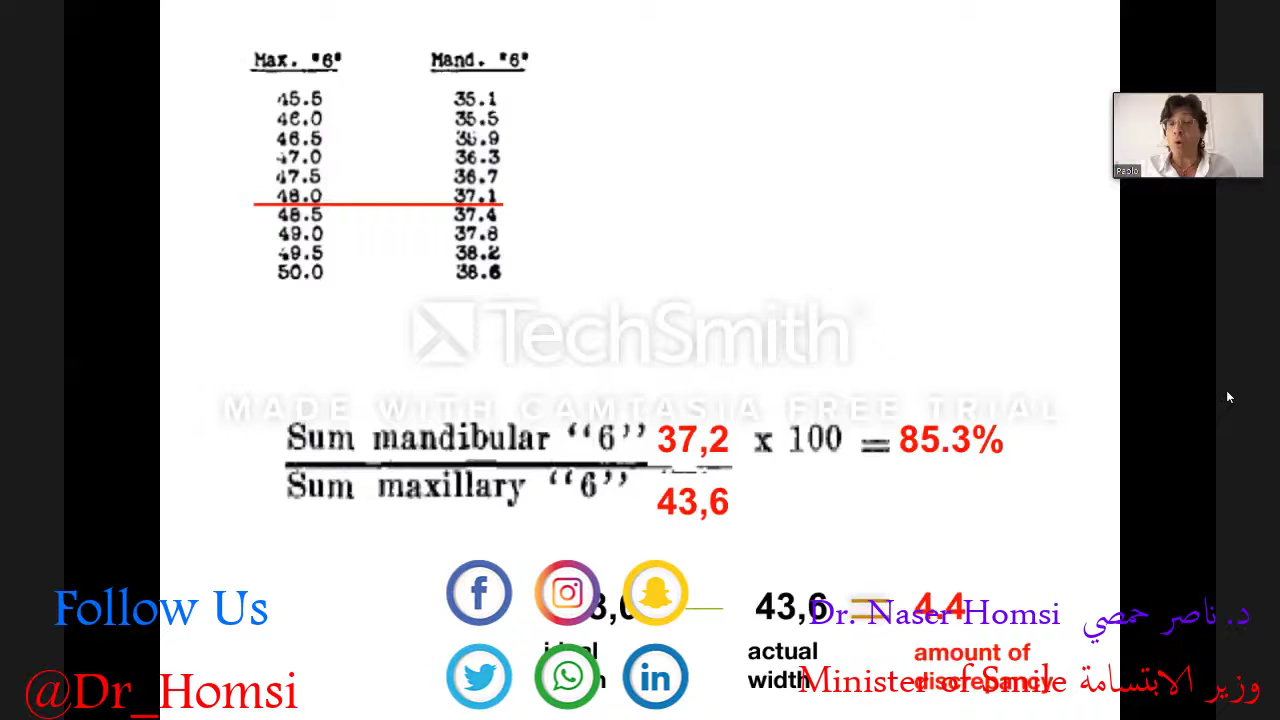 Max. "6" Mand. "6"
45.5 35.1
46.0 35.5
46.5 35.9
47.0 36.3
47.5 36.7
48.0 37.1
48.5 37.4
49.0 37.8
49.5 38.2
50.0 38.6
Paolo
TechSmith
MADE WITH CAMTASIA FREE TRIAL
Sum mandibular "6" 37,2 x 100 = 85.3%
Sum maxillary "6" 43,6
43,6 = 4.4
actual amount of
width discrepancy
Follow Us
@Dr_Homsi
Dr. Naser Homsi د. ناصر حمصي
Minister of Smile وزير الابتسامة